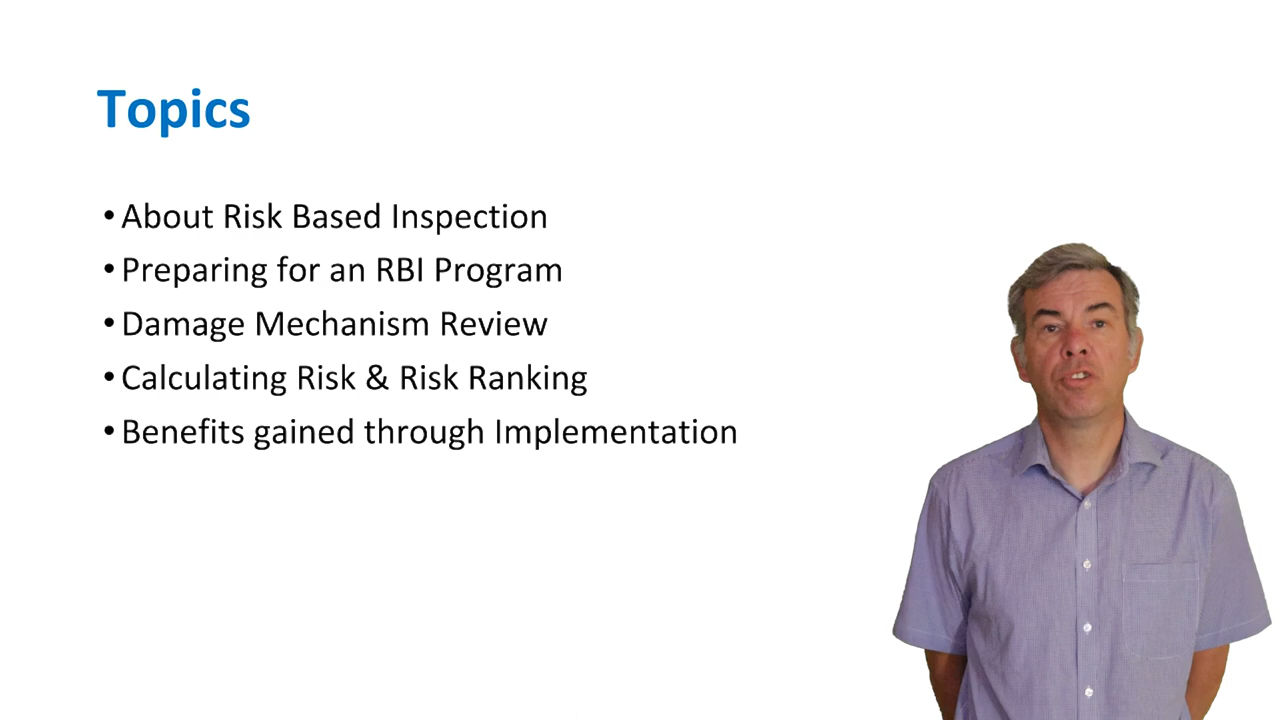 Topics
• About Risk Based Inspection
• Preparing for an RBI Program
• Damage Mechanism Review
• Calculating Risk & Risk Ranking
• Benefits gained through Implementation